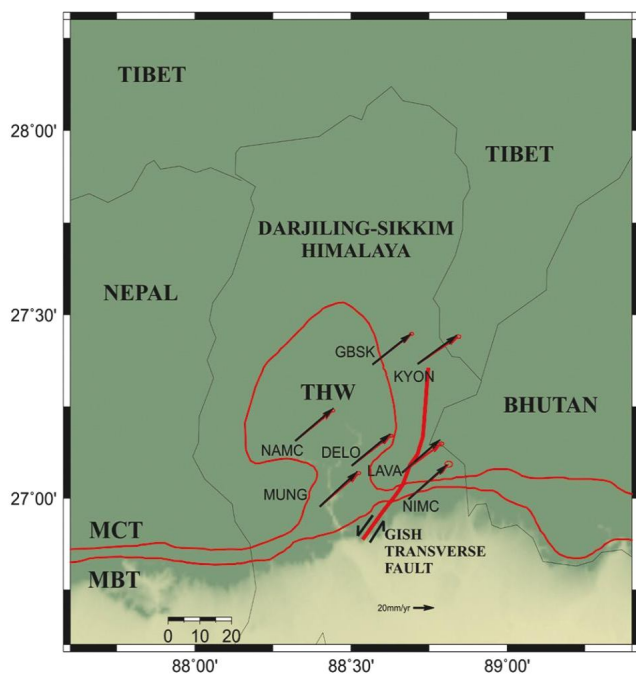 TIBET
28°00'
TIBET
DARJILING-SIKKIM
HIMALAYA
NEPAL
27°30'
GBSK
KYON
THW
BHUTAN
NAMC
DELO
LAVA
MUNG
NIMC
27°00'
MCT
GISH
TRANSVERSE
FAULT
MBT
20mm/yr
0 10 20
88°00' 88°30' 89°00'